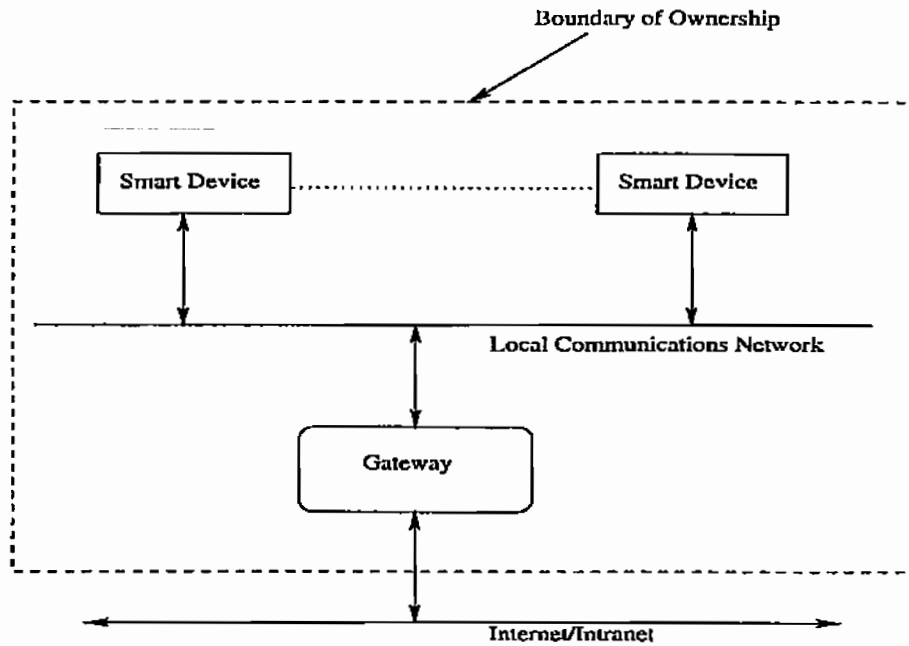 Boundary of Ownership
Smart Device
Smart Device
Local Communications Network
Gateway
Internet/Intranet